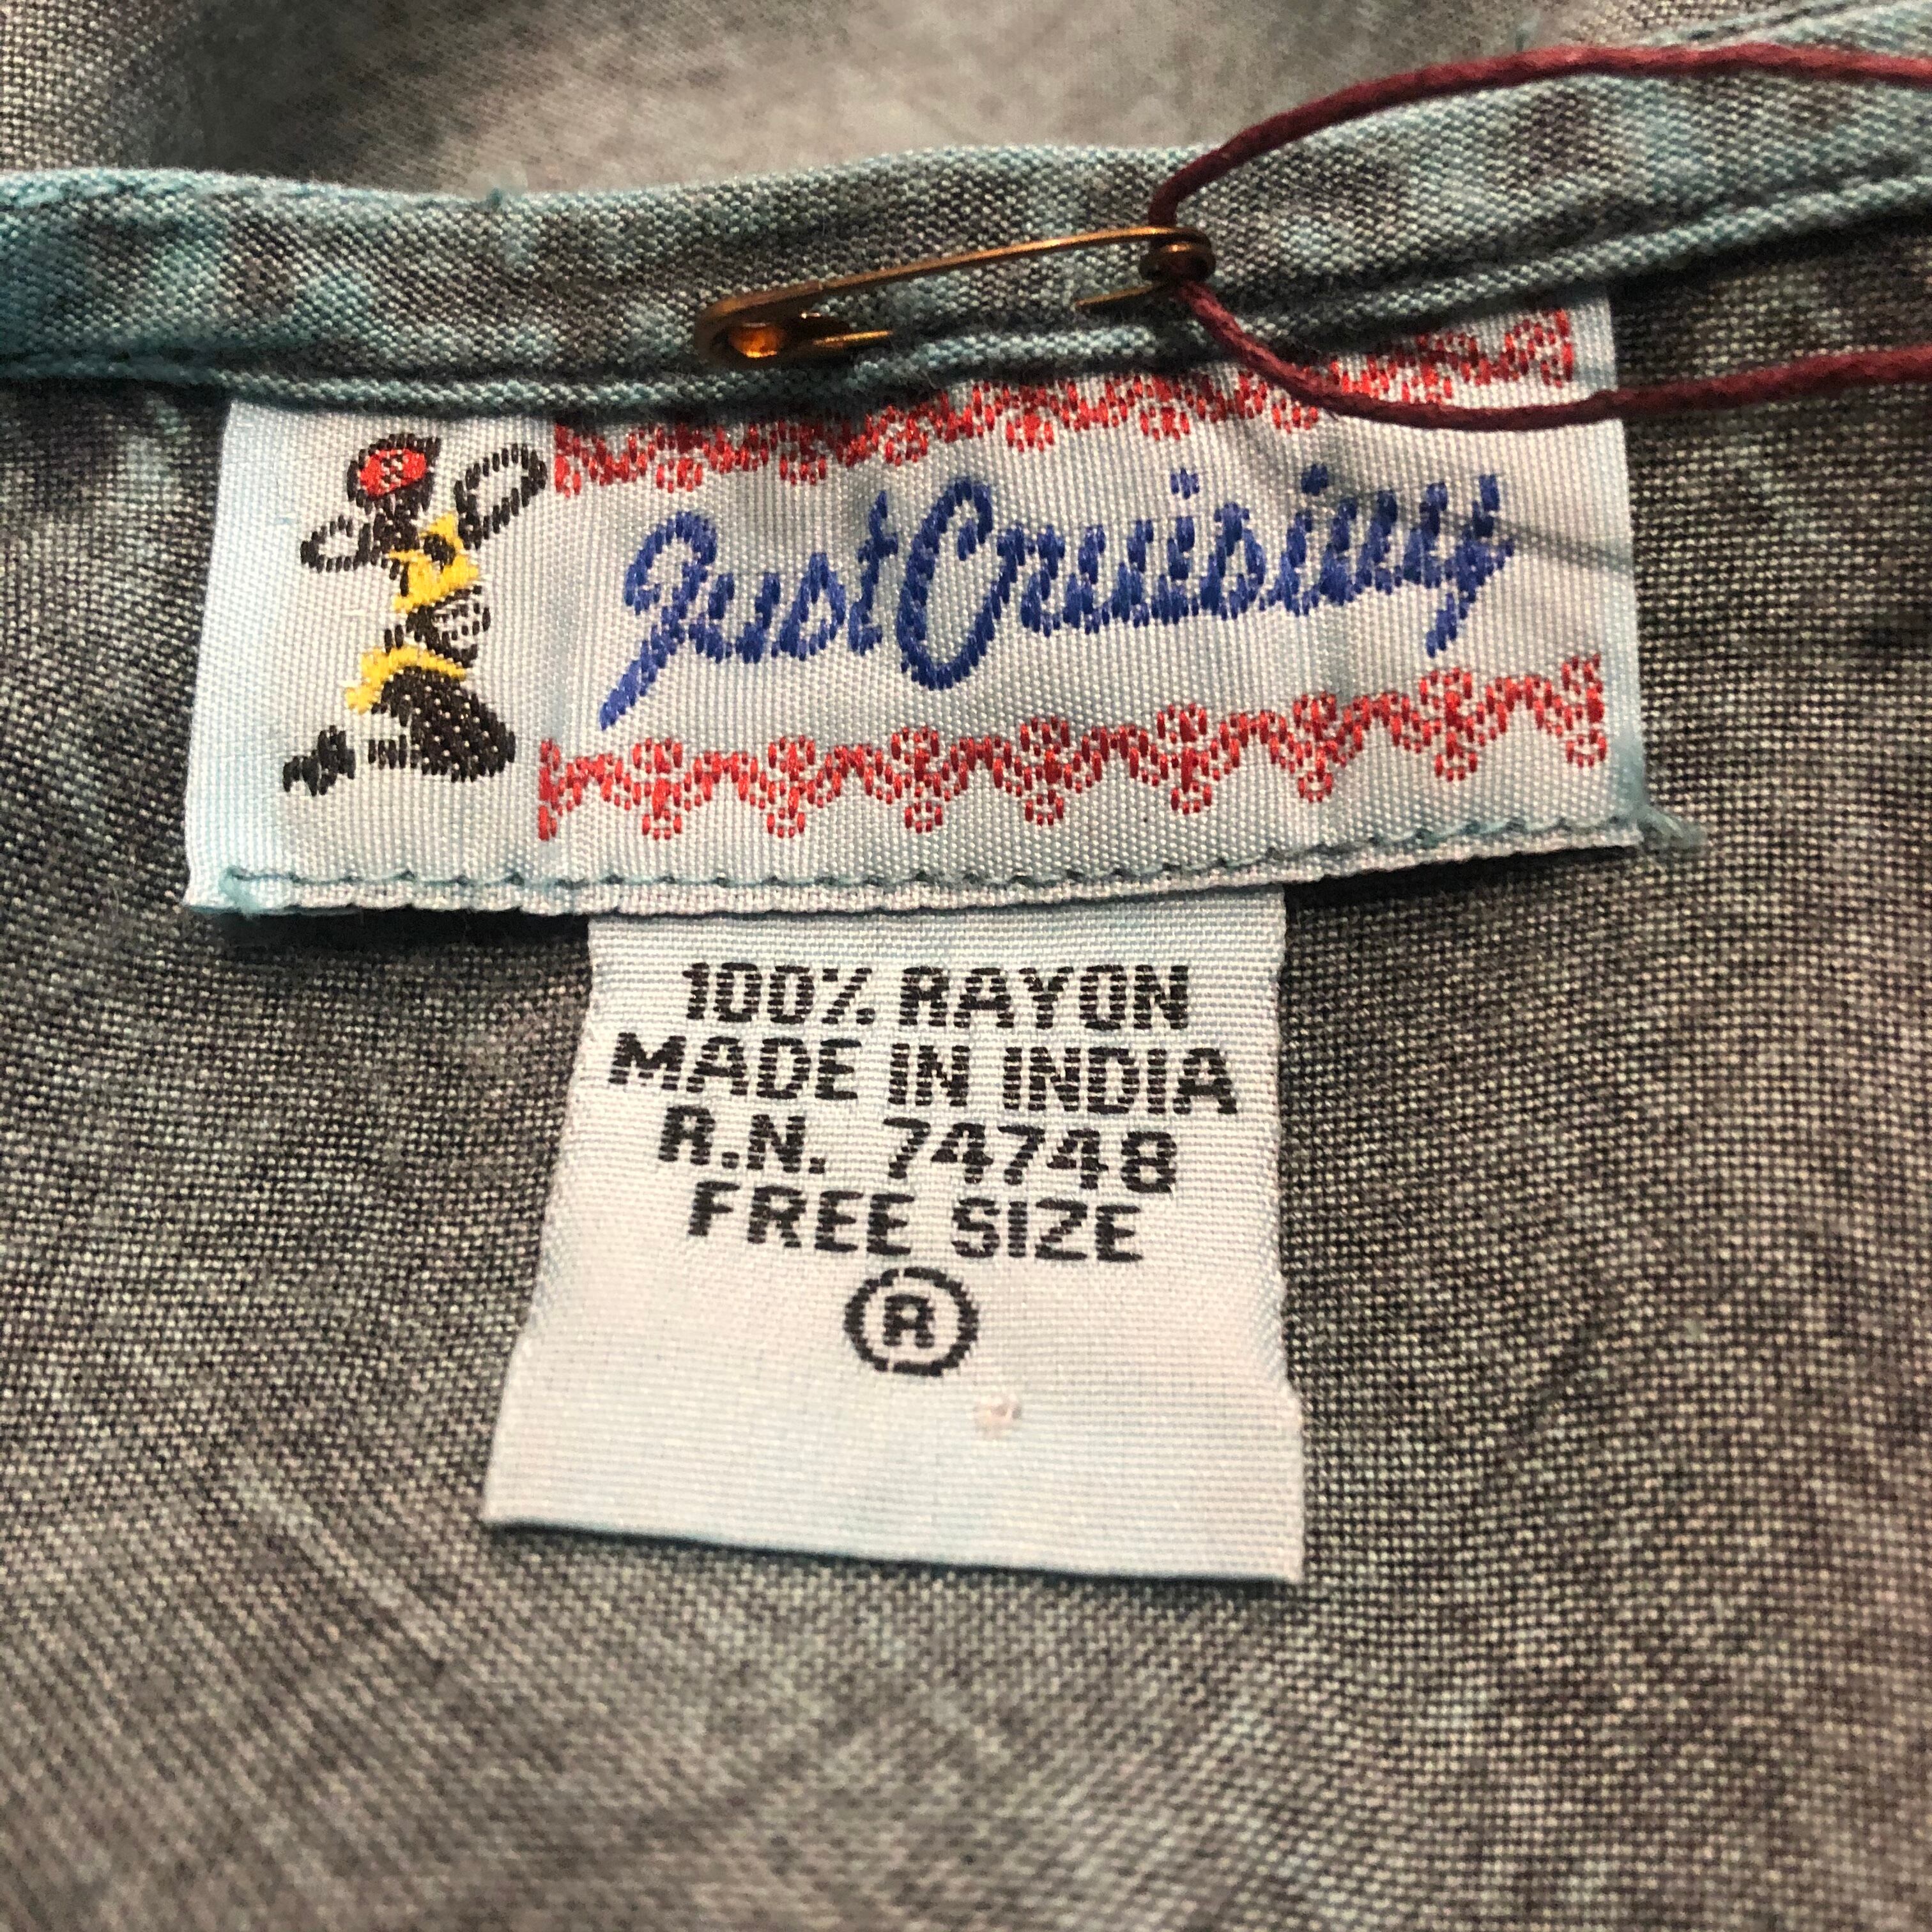 Just Cruising
100% RAYON
MADE IN INDIA
R.N. 74748
FREE SIZE
®